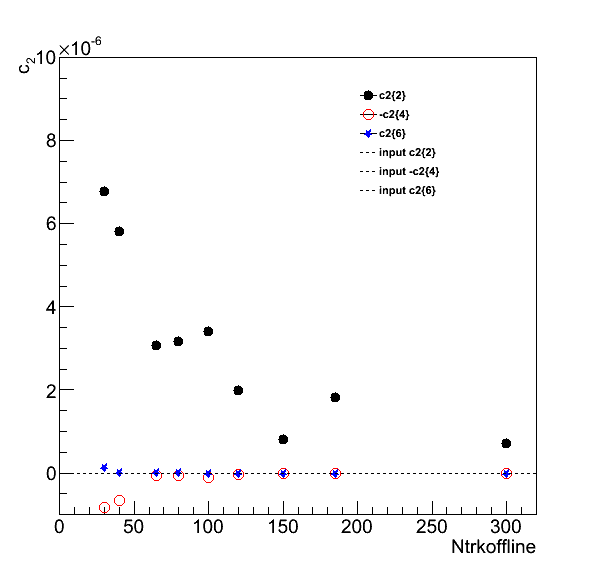 c₂
10 ×10⁻⁶
8
6
4
2
0
c2{2}
-c2{4}
c2{6}
input c2{2}
input -c2{4}
input c2{6}
0 50 100 150 200 250 300
Ntrkoffline